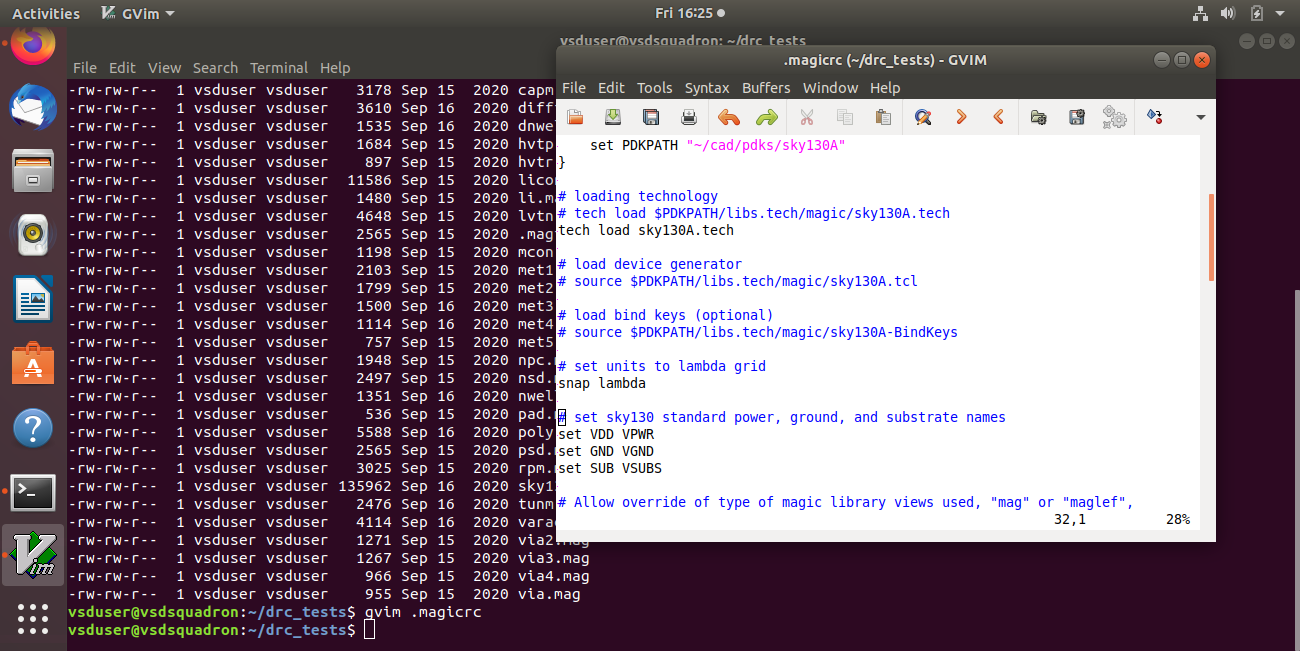 Activities GVim Fri 16:25
vsduser@vsdsquadron: ~/drc_tests
File Edit View Search Terminal Help
-rw-rw-r-- 1 vsduser vsduser 3178 Sep 15 2020 capm
-rw-rw-r-- 1 vsduser vsduser 3610 Sep 16 2020 diff
-rw-rw-r-- 1 vsduser vsduser 1535 Sep 16 2020 dnwe
-rw-rw-r-- 1 vsduser vsduser 1684 Sep 16 2020 hvtp
-rw-rw-r-- 1 vsduser vsduser 897 Sep 16 2020 hvtr
-rw-rw-r-- 1 vsduser vsduser 11586 Sep 16 2020 lico
-rw-rw-r-- 1 vsduser vsduser 1480 Sep 16 2020 li.m
-rw-rw-r-- 1 vsduser vsduser 4648 Sep 16 2020 lvtn
-rw-rw-r-- 1 vsduser vsduser 2565 Sep 15 2020 .mag
-rw-rw-r-- 1 vsduser vsduser 1198 Sep 16 2020 mcon
-rw-rw-r-- 1 vsduser vsduser 2103 Sep 15 2020 met1
-rw-rw-r-- 1 vsduser vsduser 1799 Sep 15 2020 met2
-rw-rw-r-- 1 vsduser vsduser 1500 Sep 16 2020 met3
-rw-rw-r-- 1 vsduser vsduser 1114 Sep 16 2020 met4
-rw-rw-r-- 1 vsduser vsduser 757 Sep 15 2020 met5
-rw-rw-r-- 1 vsduser vsduser 1948 Sep 15 2020 npc.
-rw-rw-r-- 1 vsduser vsduser 2497 Sep 15 2020 nsd.
-rw-rw-r-- 1 vsduser vsduser 1351 Sep 16 2020 nwel
-rw-rw-r-- 1 vsduser vsduser 536 Sep 15 2020 pad.
-rw-rw-r-- 1 vsduser vsduser 5588 Sep 16 2020 poly
-rw-rw-r-- 1 vsduser vsduser 2565 Sep 15 2020 psd.
-rw-rw-r-- 1 vsduser vsduser 3025 Sep 15 2020 rpm.
-rw-rw-r-- 1 vsduser vsduser 135962 Sep 16 2020 sky1
-rw-rw-r-- 1 vsduser vsduser 2476 Sep 16 2020 tunm
-rw-rw-r-- 1 vsduser vsduser 4114 Sep 16 2020 vara
-rw-rw-r-- 1 vsduser vsduser 1271 Sep 15 2020 via2.mag
-rw-rw-r-- 1 vsduser vsduser 1267 Sep 15 2020 via3.mag
-rw-rw-r-- 1 vsduser vsduser 966 Sep 15 2020 via4.mag
-rw-rw-r-- 1 vsduser vsduser 955 Sep 15 2020 via.mag
vsduser@vsdsquadron:~/drc_tests$ gvim .magicrc
vsduser@vsdsquadron:~/drc_tests$
.magicrc (~/drc_tests) - GVIM
File Edit Tools Syntax Buffers Window Help
set PDKPATH "~/cad/pdks/sky130A"
}
# loading technology
# tech load $PDKPATH/libs.tech/magic/sky130A.tech
tech load sky130A.tech
# load device generator
# source $PDKPATH/libs.tech/magic/sky130A.tcl
# load bind keys (optional)
# source $PDKPATH/libs.tech/magic/sky130A-BindKeys
# set units to lambda grid
snap lambda
# set sky130 standard power, ground, and substrate names
set VDD VPWR
set GND VGND
set SUB VSUBS
# Allow override of type of magic library views used, "mag" or "maglef",
32,1 28%